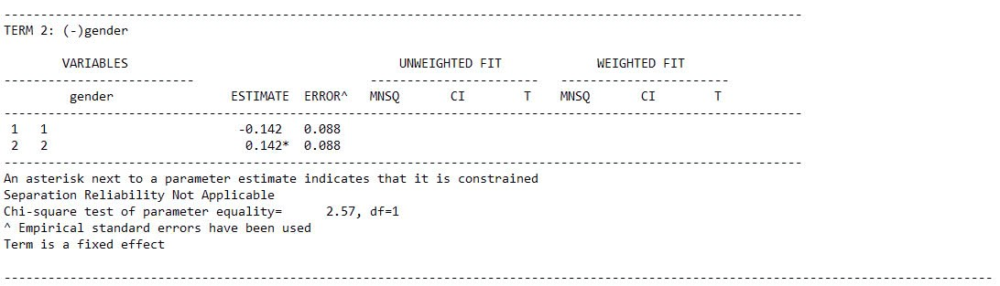 TERM 2: (-)gender
VARIABLES UNWEIGHTED FIT WEIGHTED FIT
gender ESTIMATE ERROR^ MNSQ CI T MNSQ CI T
1 1 -0.142 0.088
2 2 0.142* 0.088
An asterisk next to a parameter estimate indicates that it is constrained
Separation Reliability Not Applicable
Chi-square test of parameter equality= 2.57, df=1
^ Empirical standard errors have been used
Term is a fixed effect